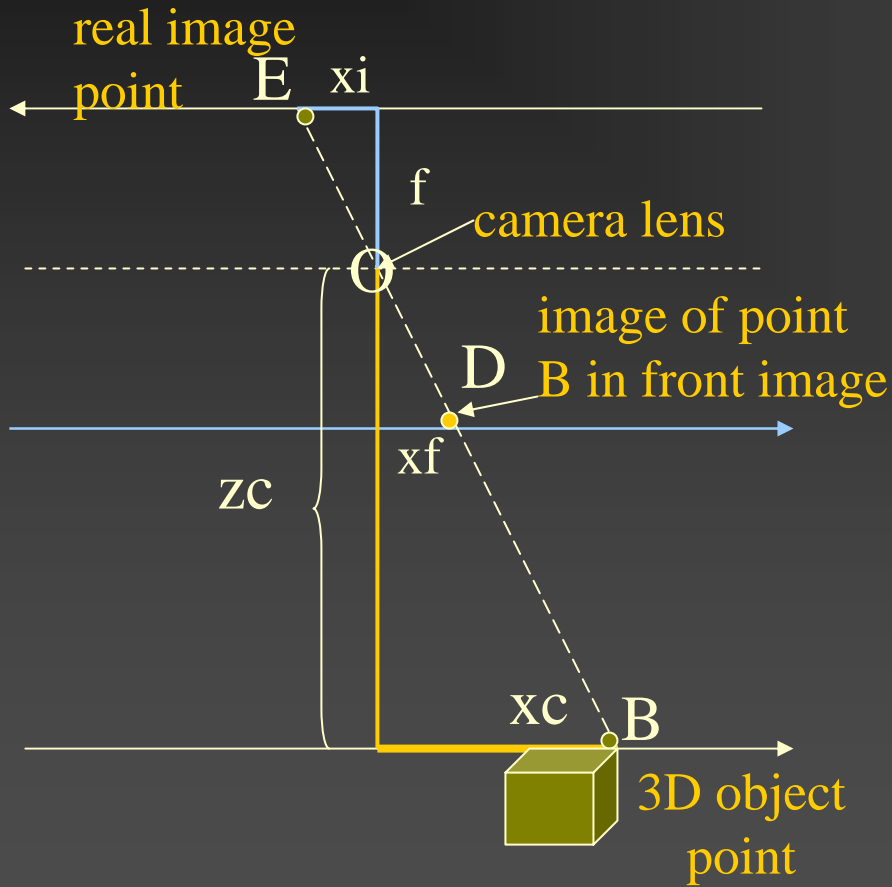 real image
point
E
xi
f
camera lens
O
image of point
B in front image
D
xf
zc
xc
B
3D object
point